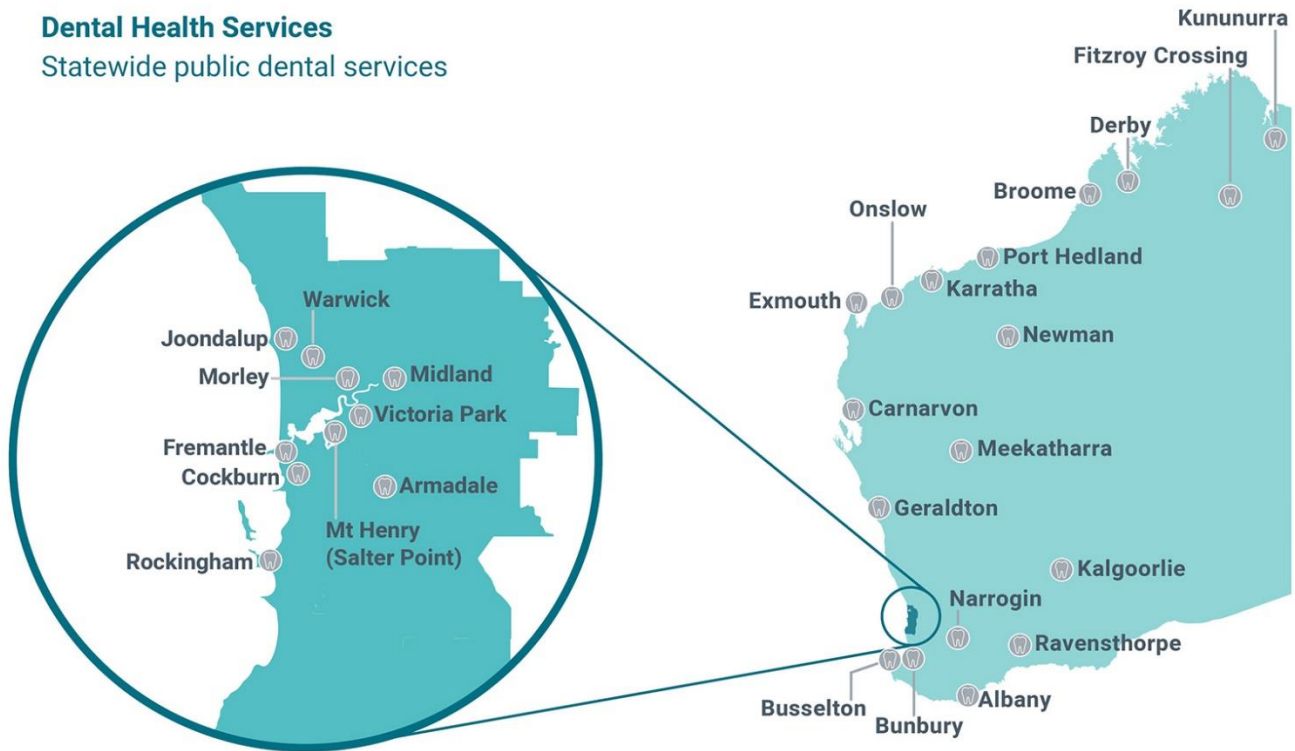 Dental Health Services
Statewide public dental services
Kununurra
Fitzroy Crossing
Derby
Broome
Onslow
Port Hedland
Karratha
Exmouth
Newman
Carnarvon
Meekatharra
Geraldton
Kalgoorlie
Narrogin
Ravensthorpe
Busselton
Bunbury
Albany
Warwick
Joondalup
Morley
Midland
Victoria Park
Fremantle
Cockburn
Armadale
Mt Henry
(Salter Point)
Rockingham